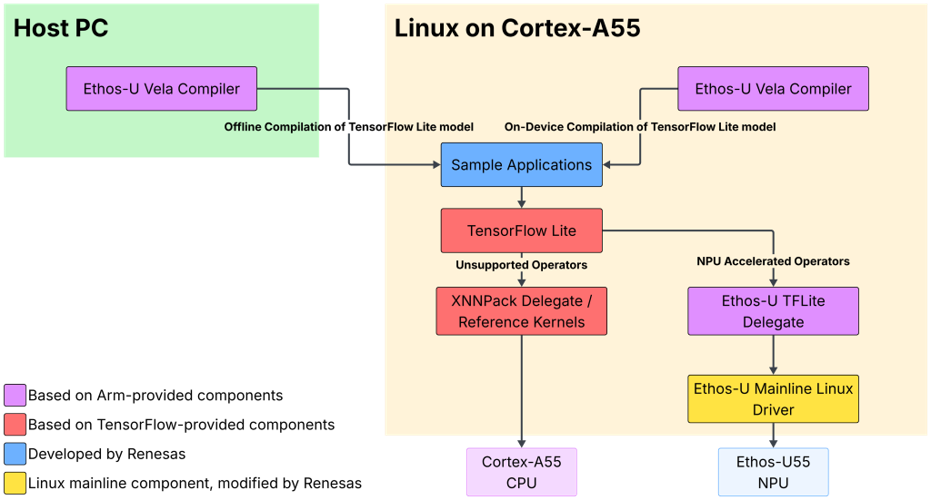 Host PC
Linux on Cortex-A55
Ethos-U Vela Compiler
Ethos-U Vela Compiler
Offline Compilation of TensorFlow Lite model
On-Device Compilation of TensorFlow Lite model
Sample Applications
TensorFlow Lite
Unsupported Operators
NPU Accelerated Operators
XNNPack Delegate /
Reference Kernels
Ethos-U TFLite
Delegate
Ethos-U Mainline Linux
Driver
Based on Arm-provided components
Based on TensorFlow-provided components
Developed by Renesas
Linux mainline component, modified by Renesas
Cortex-A55
CPU
Ethos-U55
NPU